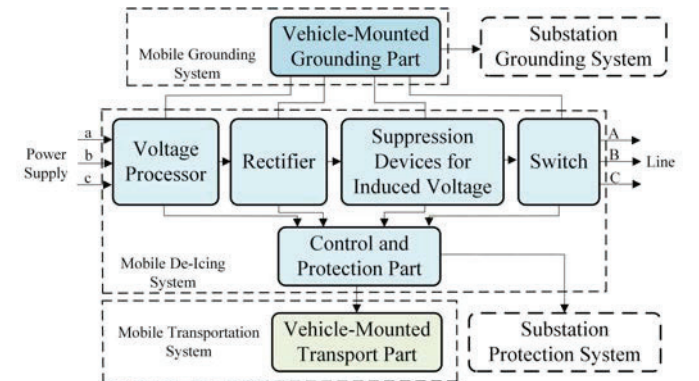 Vehicle-Mounted
Grounding Part
Substation
Grounding System
Mobile Grounding
System
a
b
c
Power
Supply
Voltage
Processor
Rectifier
Suppression
Devices for
Induced Voltage
Switch
A
B
C
Line
Control and
Protection Part
Mobile De-Icing
System
Mobile Transportation
System
Vehicle-Mounted
Transport Part
Substation
Protection System